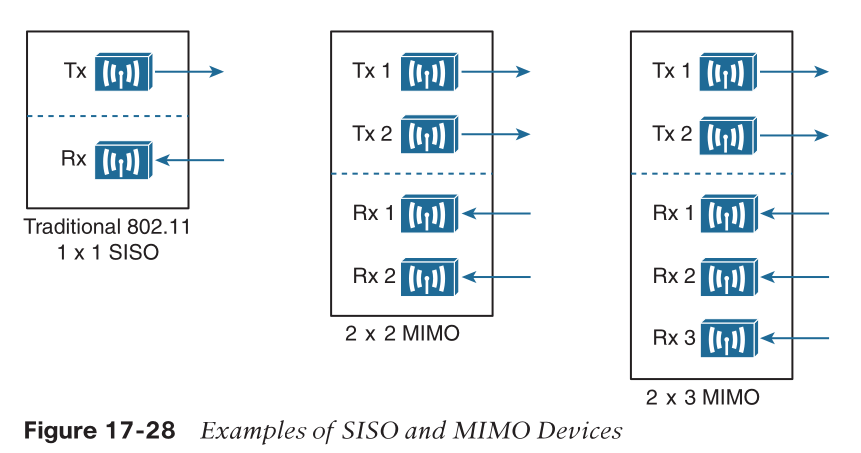 Tx
Rx
Traditional 802.11
1 x 1 SISO
Tx 1
Tx 2
Rx 1
Rx 2
2 x 2 MIMO
Tx 1
Tx 2
Rx 1
Rx 2
Rx 3
2 x 3 MIMO
Figure 17-28 Examples of SISO and MIMO Devices